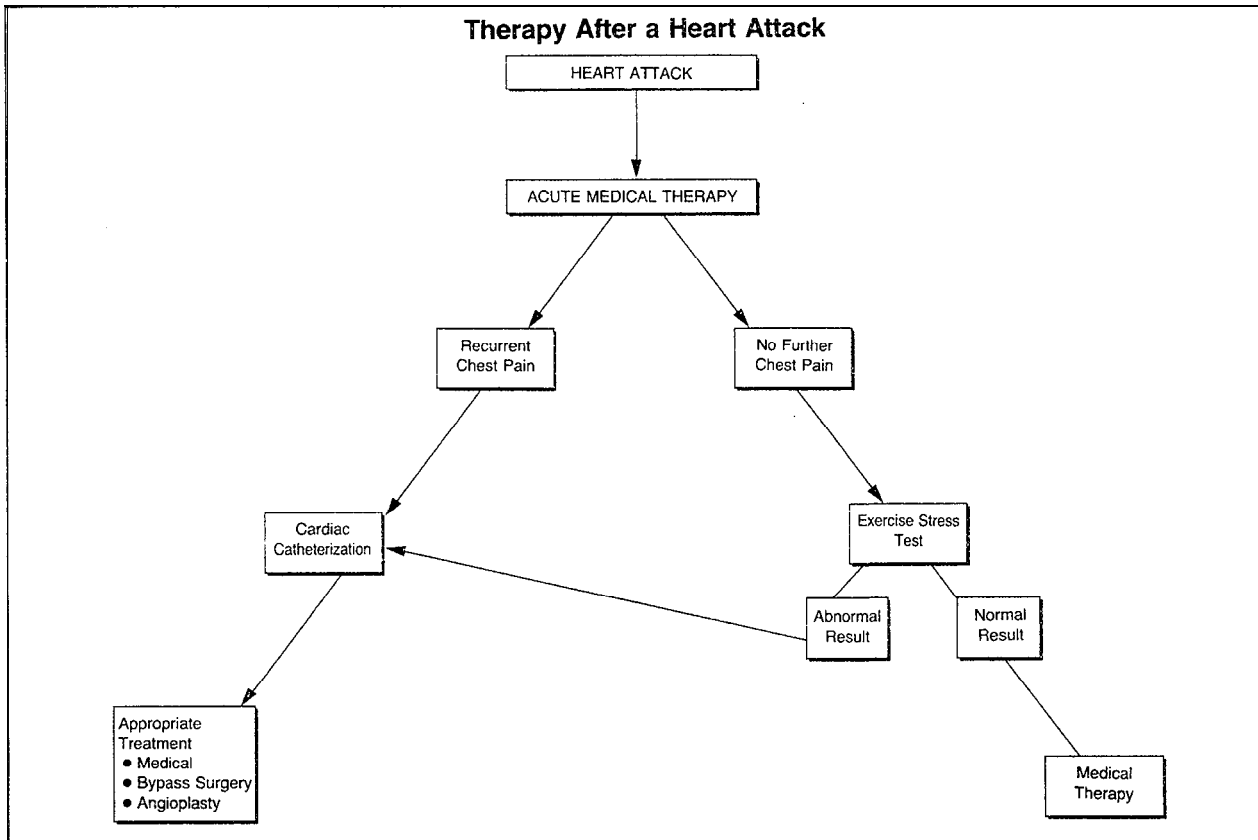 Therapy After a Heart Attack
HEART ATTACK
ACUTE MEDICAL THERAPY
Recurrent
Chest Pain
No Further
Chest Pain
Cardiac
Catheterization
Exercise Stress
Test
Abnormal
Result
Normal
Result
Appropriate
Treatment
● Medical
● Bypass Surgery
● Angioplasty
Medical
Therapy